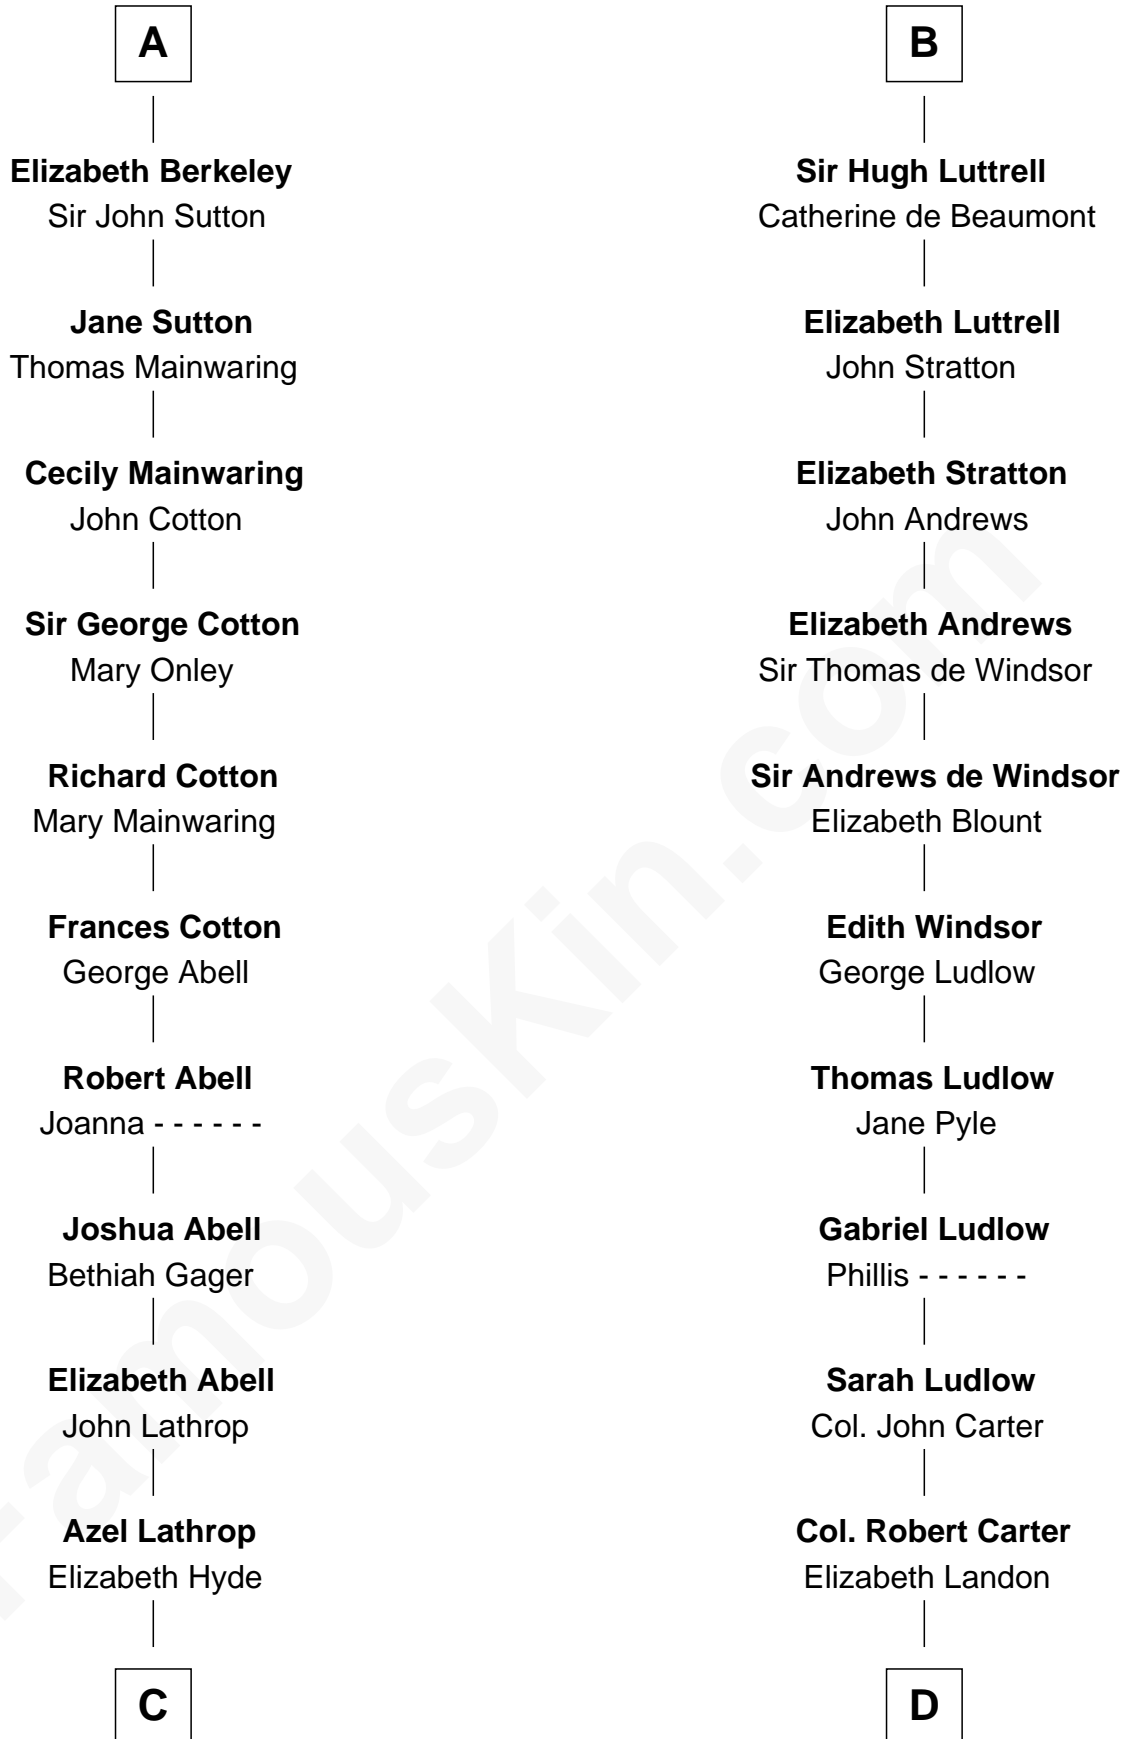 A
Elizabeth Berkeley
Sir John Sutton
Jane Sutton
Thomas Mainwaring
Cecily Mainwaring
John Cotton
Sir George Cotton
Mary Onley
Richard Cotton
Mary Mainwaring
Frances Cotton
George Abell
Robert Abell
Joanna - - - - - -
Joshua Abell
Bethiah Gager
Elizabeth Abell
John Lathrop
Azel Lathrop
Elizabeth Hyde
C
B
Sir Hugh Luttrell
Catherine de Beaumont
Elizabeth Luttrell
John Stratton
Elizabeth Stratton
John Andrews
Elizabeth Andrews
Sir Thomas de Windsor
Sir Andrews de Windsor
Elizabeth Blount
Edith Windsor
George Ludlow
Thomas Ludlow
Jane Pyle
Gabriel Ludlow
Phillis - - - - - -
Sarah Ludlow
Col. John Carter
Col. Robert Carter
Elizabeth Landon
D
FamousKin.com